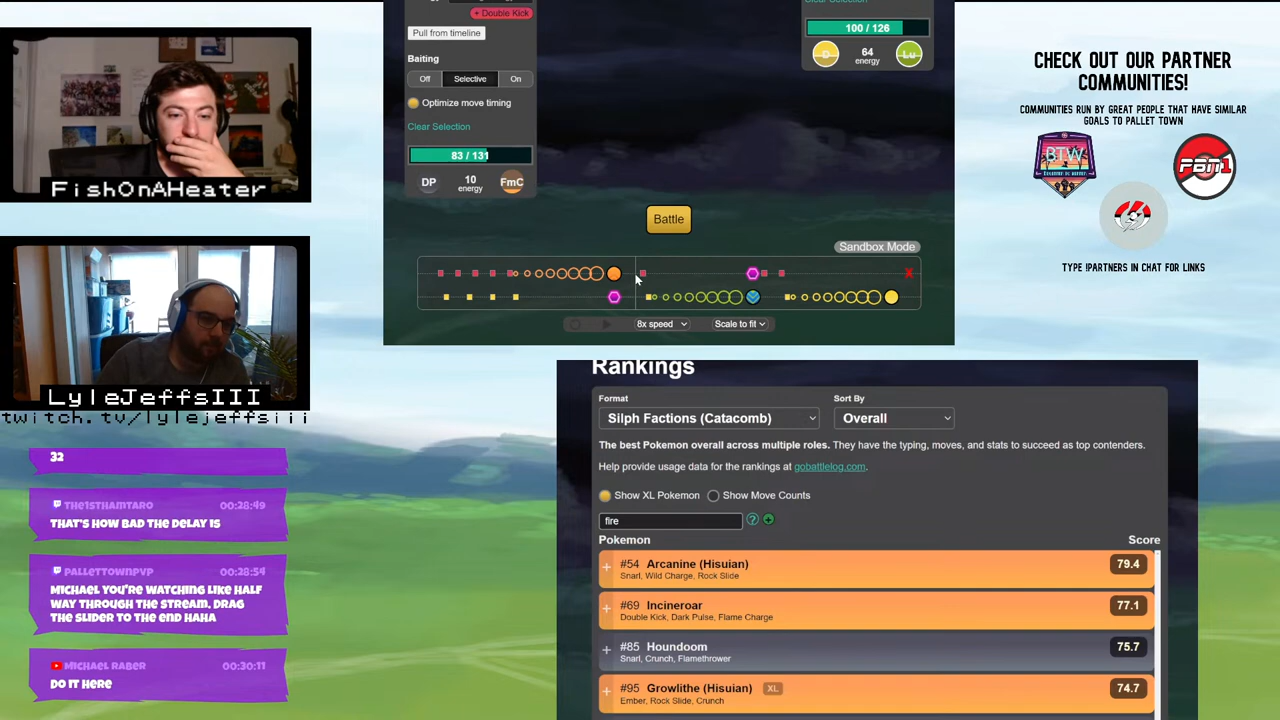 FishOnAHeater
LyleJeffsIII
twitch.tv/lylejeffsiii
32
THE1STHAMTARO 00:28:49
THAT'S HOW BAD THE DELAY IS
PALLETTOWNPVP 00:28:54
MICHAEL YOU'RE WATCHING LIKE HALF
WAY THROUGH THE STREAM. DRAG
THE SLIDER TO THE END HAHA
MICHAEL RABER 00:30:11
DO IT HERE
+ Double Kick
Pull from timeline
Baiting
Off Selective On
Optimize move timing
Clear Selection
83 / 131
DP 10 energy FmC
Clear Selection
100 / 126
D 64 energy Lu
Battle
Sandbox Mode
8x speed Scale to fit
Rankings
Format Sort By
Silph Factions (Catacomb) Overall
The best Pokemon overall across multiple roles. They have the typing, moves, and stats to succeed as top contenders.
Help provide usage data for the rankings at gobattlelog.com.
Show XL Pokemon Show Move Counts
fire ? +
Pokemon Score
+ #54 Arcanine (Hisuian) 79.4
Snarl, Wild Charge, Rock Slide
+ #69 Incineroar 77.1
Double Kick, Dark Pulse, Flame Charge
+ #85 Houndoom 75.7
Snarl, Crunch, Flamethrower
+ #95 Growlithe (Hisuian) XL 74.7
Ember, Rock Slide, Crunch
CHECK OUT OUR PARTNER
COMMUNITIES!
COMMUNITIES RUN BY GREAT PEOPLE THAT HAVE SIMILAR
GOALS TO PALLET TOWN
BTW
PBM1
TYPE !PARTNERS IN CHAT FOR LINKS